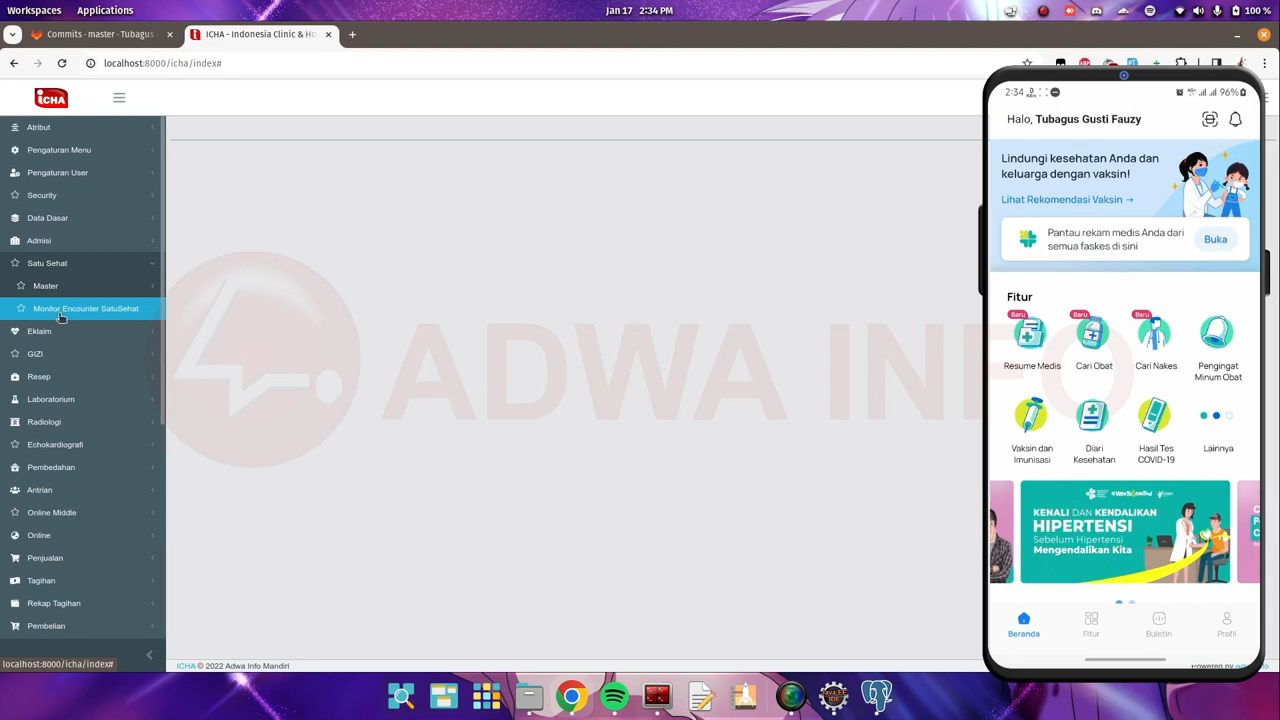 Workspaces Applications Jan 17 2:34 PM 100 %
Commits · master · Tubagus
ICHA - Indonesia Clinic & Ho
localhost:8000/icha/index#
iCHA
Atribut
Pengaturan Menu
Pengaturan User
Security
Data Dasar
Admisi
Satu Sehat
Master
Monitor Encounter SatuSehat
Eklaim
GIZI
Resep
Laboratorium
Radiologi
Echokardiografi
Pembedahan
Antrian
Online Middle
Online
Penjualan
Tagihan
Rekap Tagihan
Pembelian
localhost:8000/icha/index#
ADWA INFO
ICHA © 2022 Adwa Info Mandiri
Powered by
2:34 96%
Halo, Tubagus Gusti Fauzy
Lindungi kesehatan Anda dan
keluarga dengan vaksin!
Lihat Rekomendasi Vaksin →
Pantau rekam medis Anda dari
semua faskes di sini
Buka
Fitur
Baru Baru Baru
Resume Medis Cari Obat Cari Nakes Pengingat
Minum Obat
Vaksin dan
Imunisasi
Diari
Kesehatan
Hasil Tes
COVID-19
Lainnya
KENALI DAN KENDALIKAN
HIPERTENSI
Sebelum Hipertensi
Mengendalikan Kita
Beranda Fitur Buletin Profil